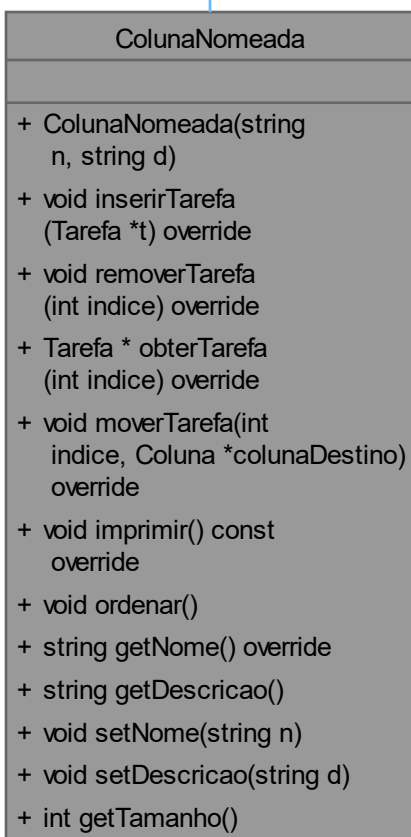 ColunaNomeada
+ ColunaNomeada(string
n, string d)
+ void inserirTarefa
(Tarefa *t) override
+ void removerTarefa
(int indice) override
+ Tarefa * obterTarefa
(int indice) override
+ void moverTarefa(int
indice, Coluna *colunaDestino)
override
+ void imprimir() const
override
+ void ordenar()
+ string getNome() override
+ string getDescricao()
+ void setNome(string n)
+ void setDescricao(string d)
+ int getTamanho()